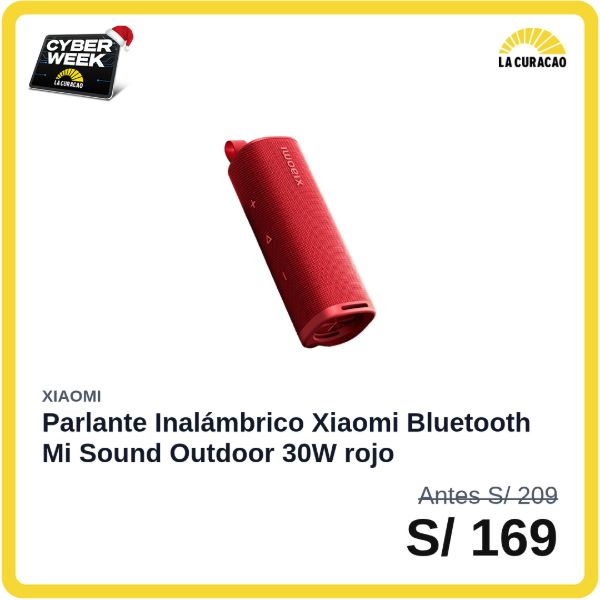 CYBER
WEEK
LA CURACAO
LA CURACAO
xiaomi
XIAOMI
Parlante Inalámbrico Xiaomi Bluetooth
Mi Sound Outdoor 30W rojo
Antes S/ 209
S/ 169